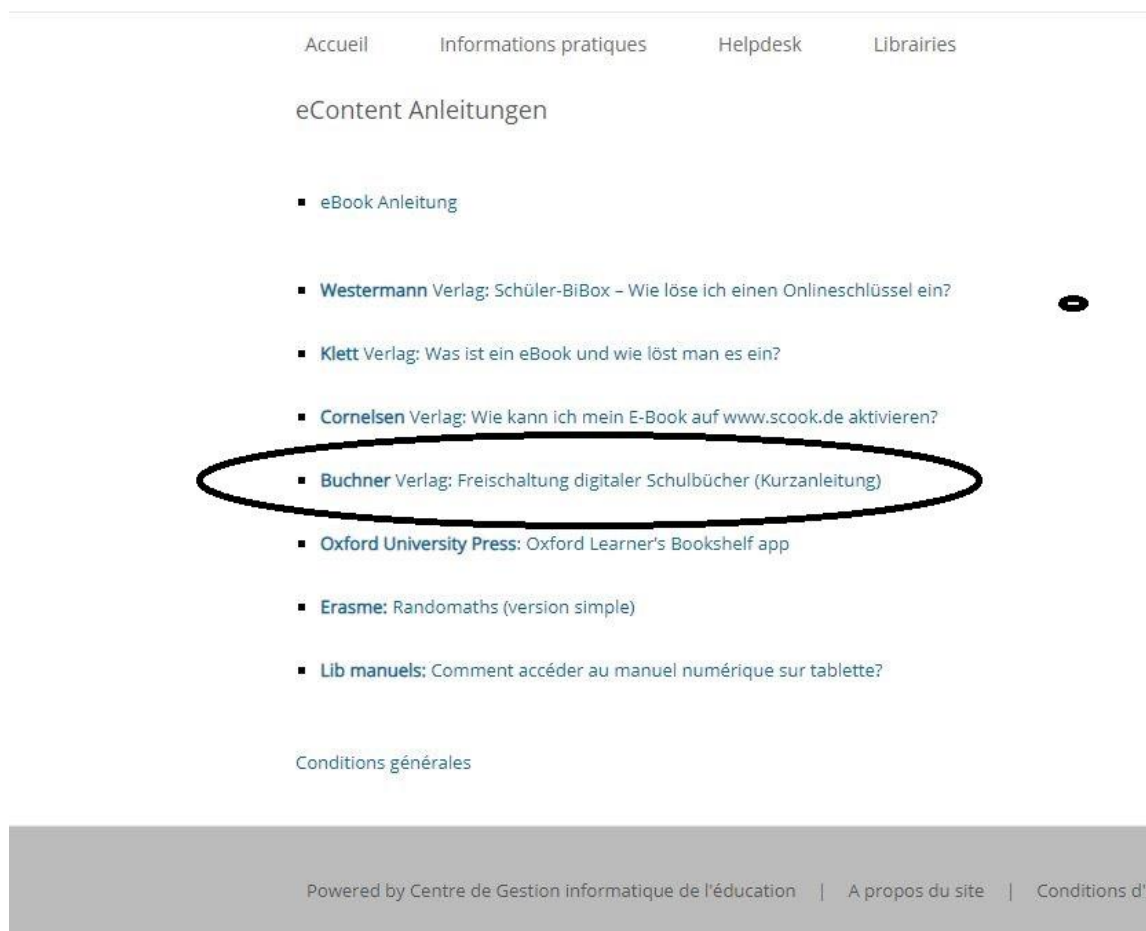 Accueil Informations pratiques Helpdesk Librairies
eContent Anleitungen
eBook Anleitung
Westermann Verlag: Schüler-BiBox – Wie löse ich einen Onlineschlüssel ein?
Klett Verlag: Was ist ein eBook und wie löst man es ein?
Cornelsen Verlag: Wie kann ich mein E-Book auf www.scook.de aktivieren?
Buchner Verlag: Freischaltung digitaler Schulbücher (Kurzanleitung)
Oxford University Press: Oxford Learner's Bookshelf app
Erasme: Randomaths (version simple)
Lib manuels: Comment accéder au manuel numérique sur tablette?
Conditions générales
Powered by Centre de Gestion informatique de l'éducation | A propos du site | Conditions d'